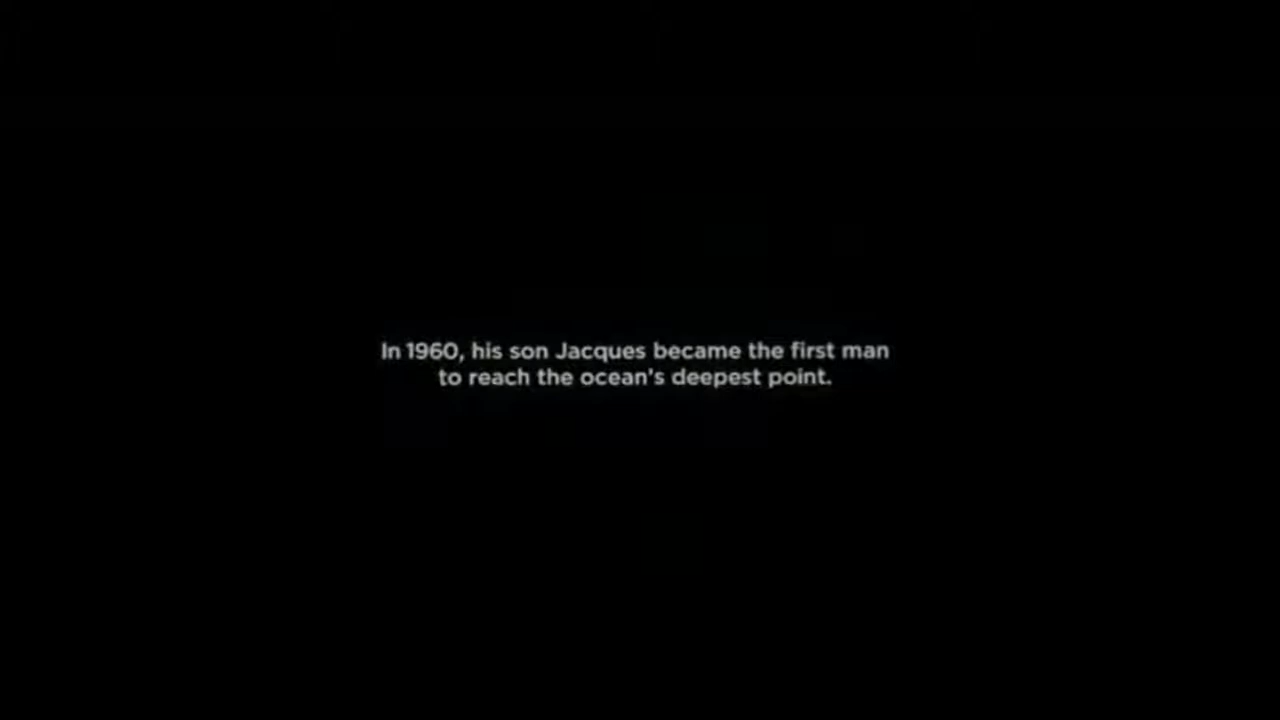 In 1960, his son Jacques became the first man
to reach the ocean's deepest point.